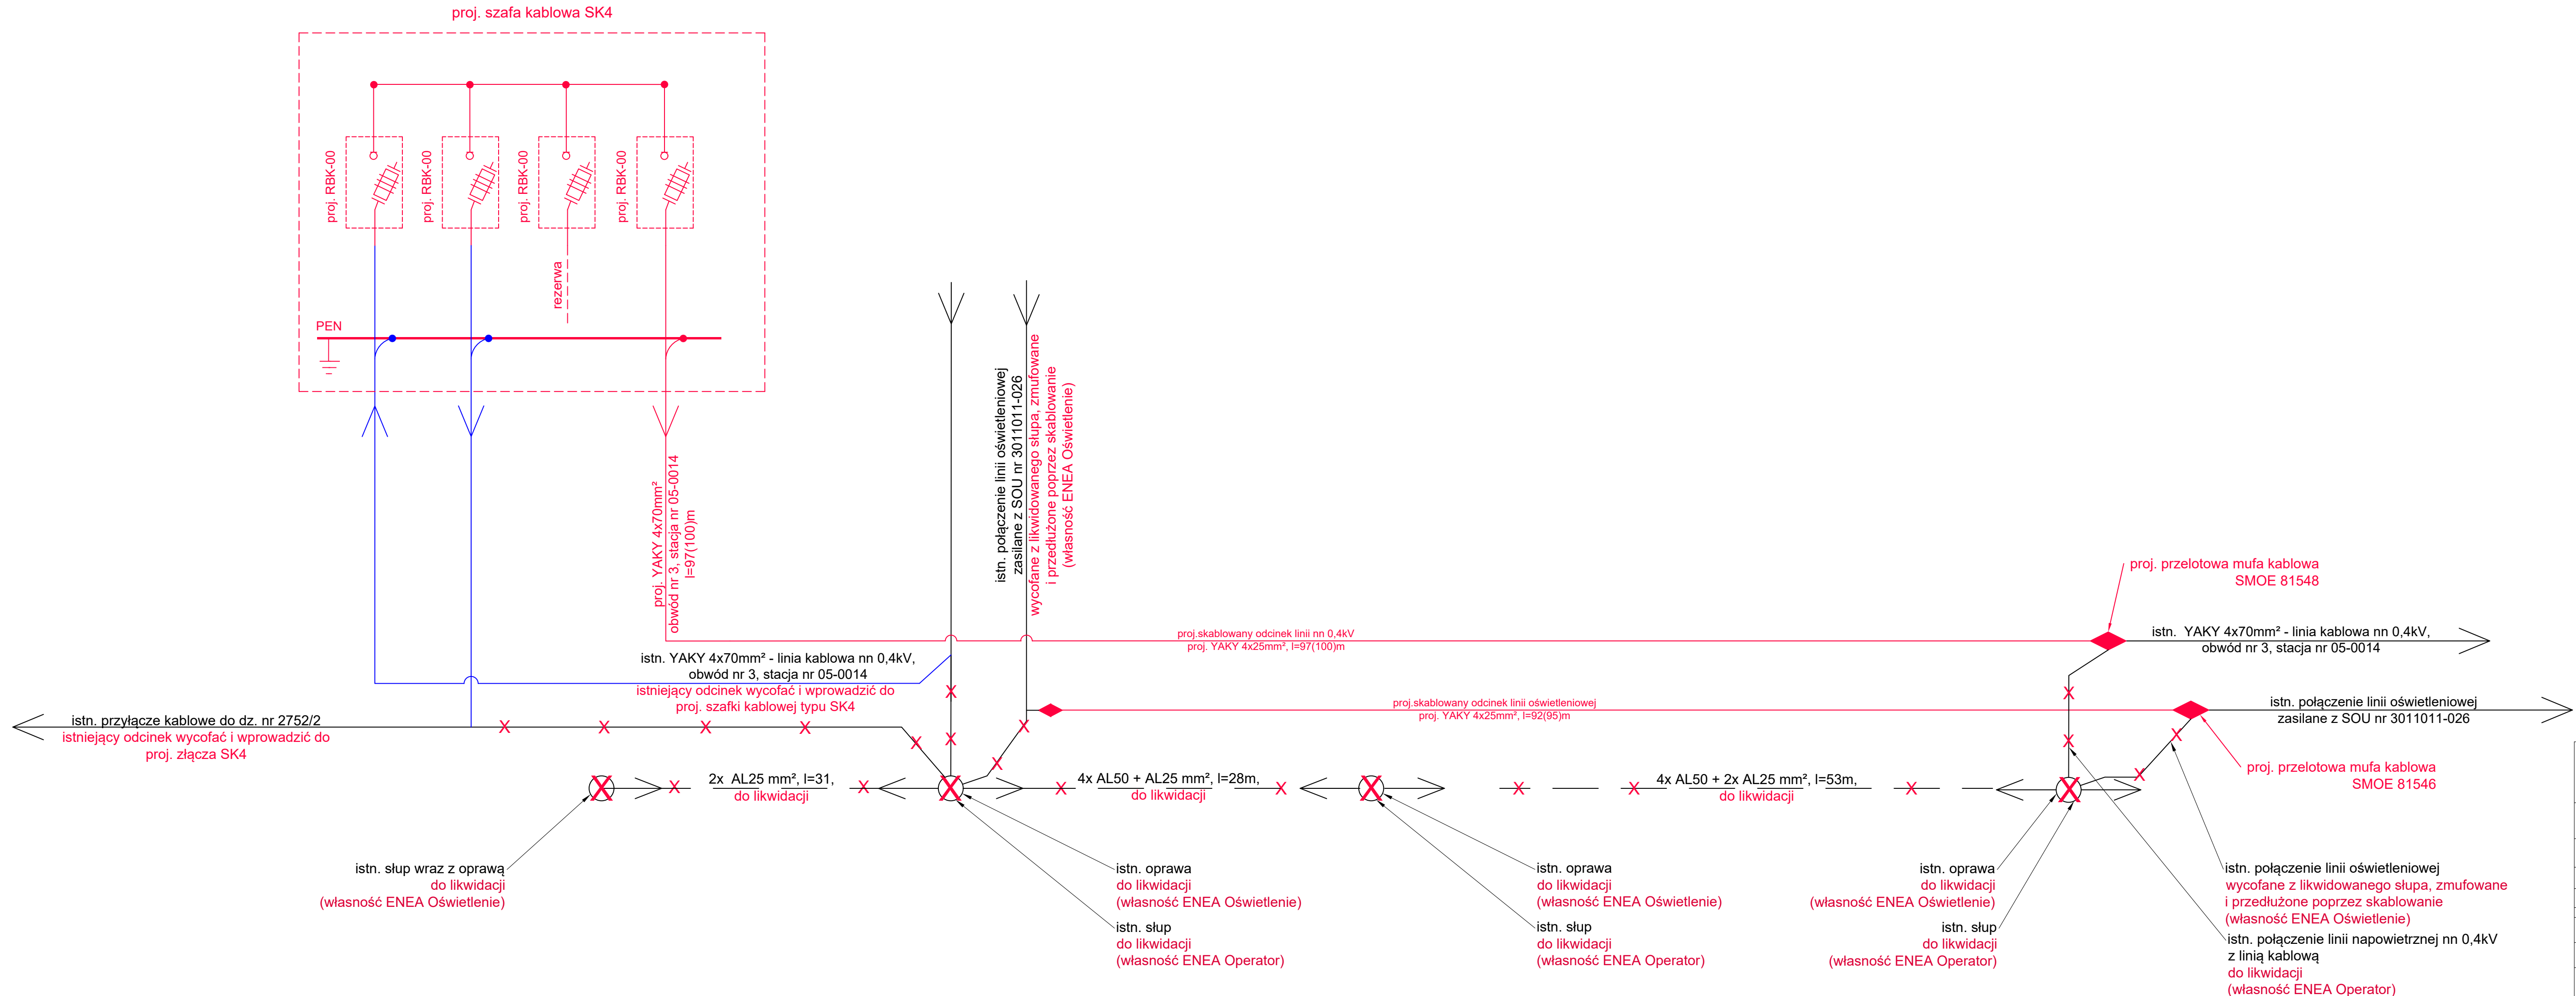 proj. szafa kablowa SK4
proj. RBK-00
proj. RBK-00
proj. RBK-00
proj. RBK-00
rezerwa
PEN
proj. YAKY 4x70mm²
obwód nr 3, stacja nr 05-0014
l=97(100)m
istn. połączenie linii oświetleniowej
zasilane z SOU nr 3011011-026
wycofane z likwidowanego słupa, zmufowane
i przedłużone poprzez skablowanie
(własność ENEA Oświetlenie)
proj. przelotowa mufa kablowa
SMOE 81548
proj.skablowany odcinek linii nn 0,4kV
proj. YAKY 4x25mm², l=97(100)m
istn. YAKY 4x70mm² - linia kablowa nn 0,4kV,
obwód nr 3, stacja nr 05-0014
istn. YAKY 4x70mm² - linia kablowa nn 0,4kV,
obwód nr 3, stacja nr 05-0014
istniejący odcinek wycofać i wprowadzić do
proj. szafki kablowej typu SK4
proj.skablowany odcinek linii oświetleniowej
proj. YAKY 4x25mm², l=92(95)m
istn. połączenie linii oświetleniowej
zasilane z SOU nr 3011011-026
istn. przyłącze kablowe do dz. nr 2752/2
istniejący odcinek wycofać i wprowadzić do
proj. złącza SK4
proj. przelotowa mufa kablowa
SMOE 81546
2x AL25 mm², l=31,
do likwidacji
4x AL50 + AL25 mm², l=28m,
do likwidacji
4x AL50 + 2x AL25 mm², l=53m,
do likwidacji
istn. słup wraz z oprawą
do likwidacji
(własność ENEA Oświetlenie)
istn. oprawa
do likwidacji
(własność ENEA Oświetlenie)
istn. słup
do likwidacji
(własność ENEA Operator)
istn. oprawa
do likwidacji
(własność ENEA Oświetlenie)
istn. słup
do likwidacji
(własność ENEA Operator)
istn. oprawa
do likwidacji
(własność ENEA Oświetlenie)
istn. słup
do likwidacji
(własność ENEA Operator)
istn. połączenie linii oświetleniowej
wycofane z likwidowanego słupa, zmufowane
i przedłużone poprzez skablowanie
(własność ENEA Oświetlenie)
istn. połączenie linii napowietrznej nn 0,4kV
z linią kablową
do likwidacji
(własność ENEA Operator)